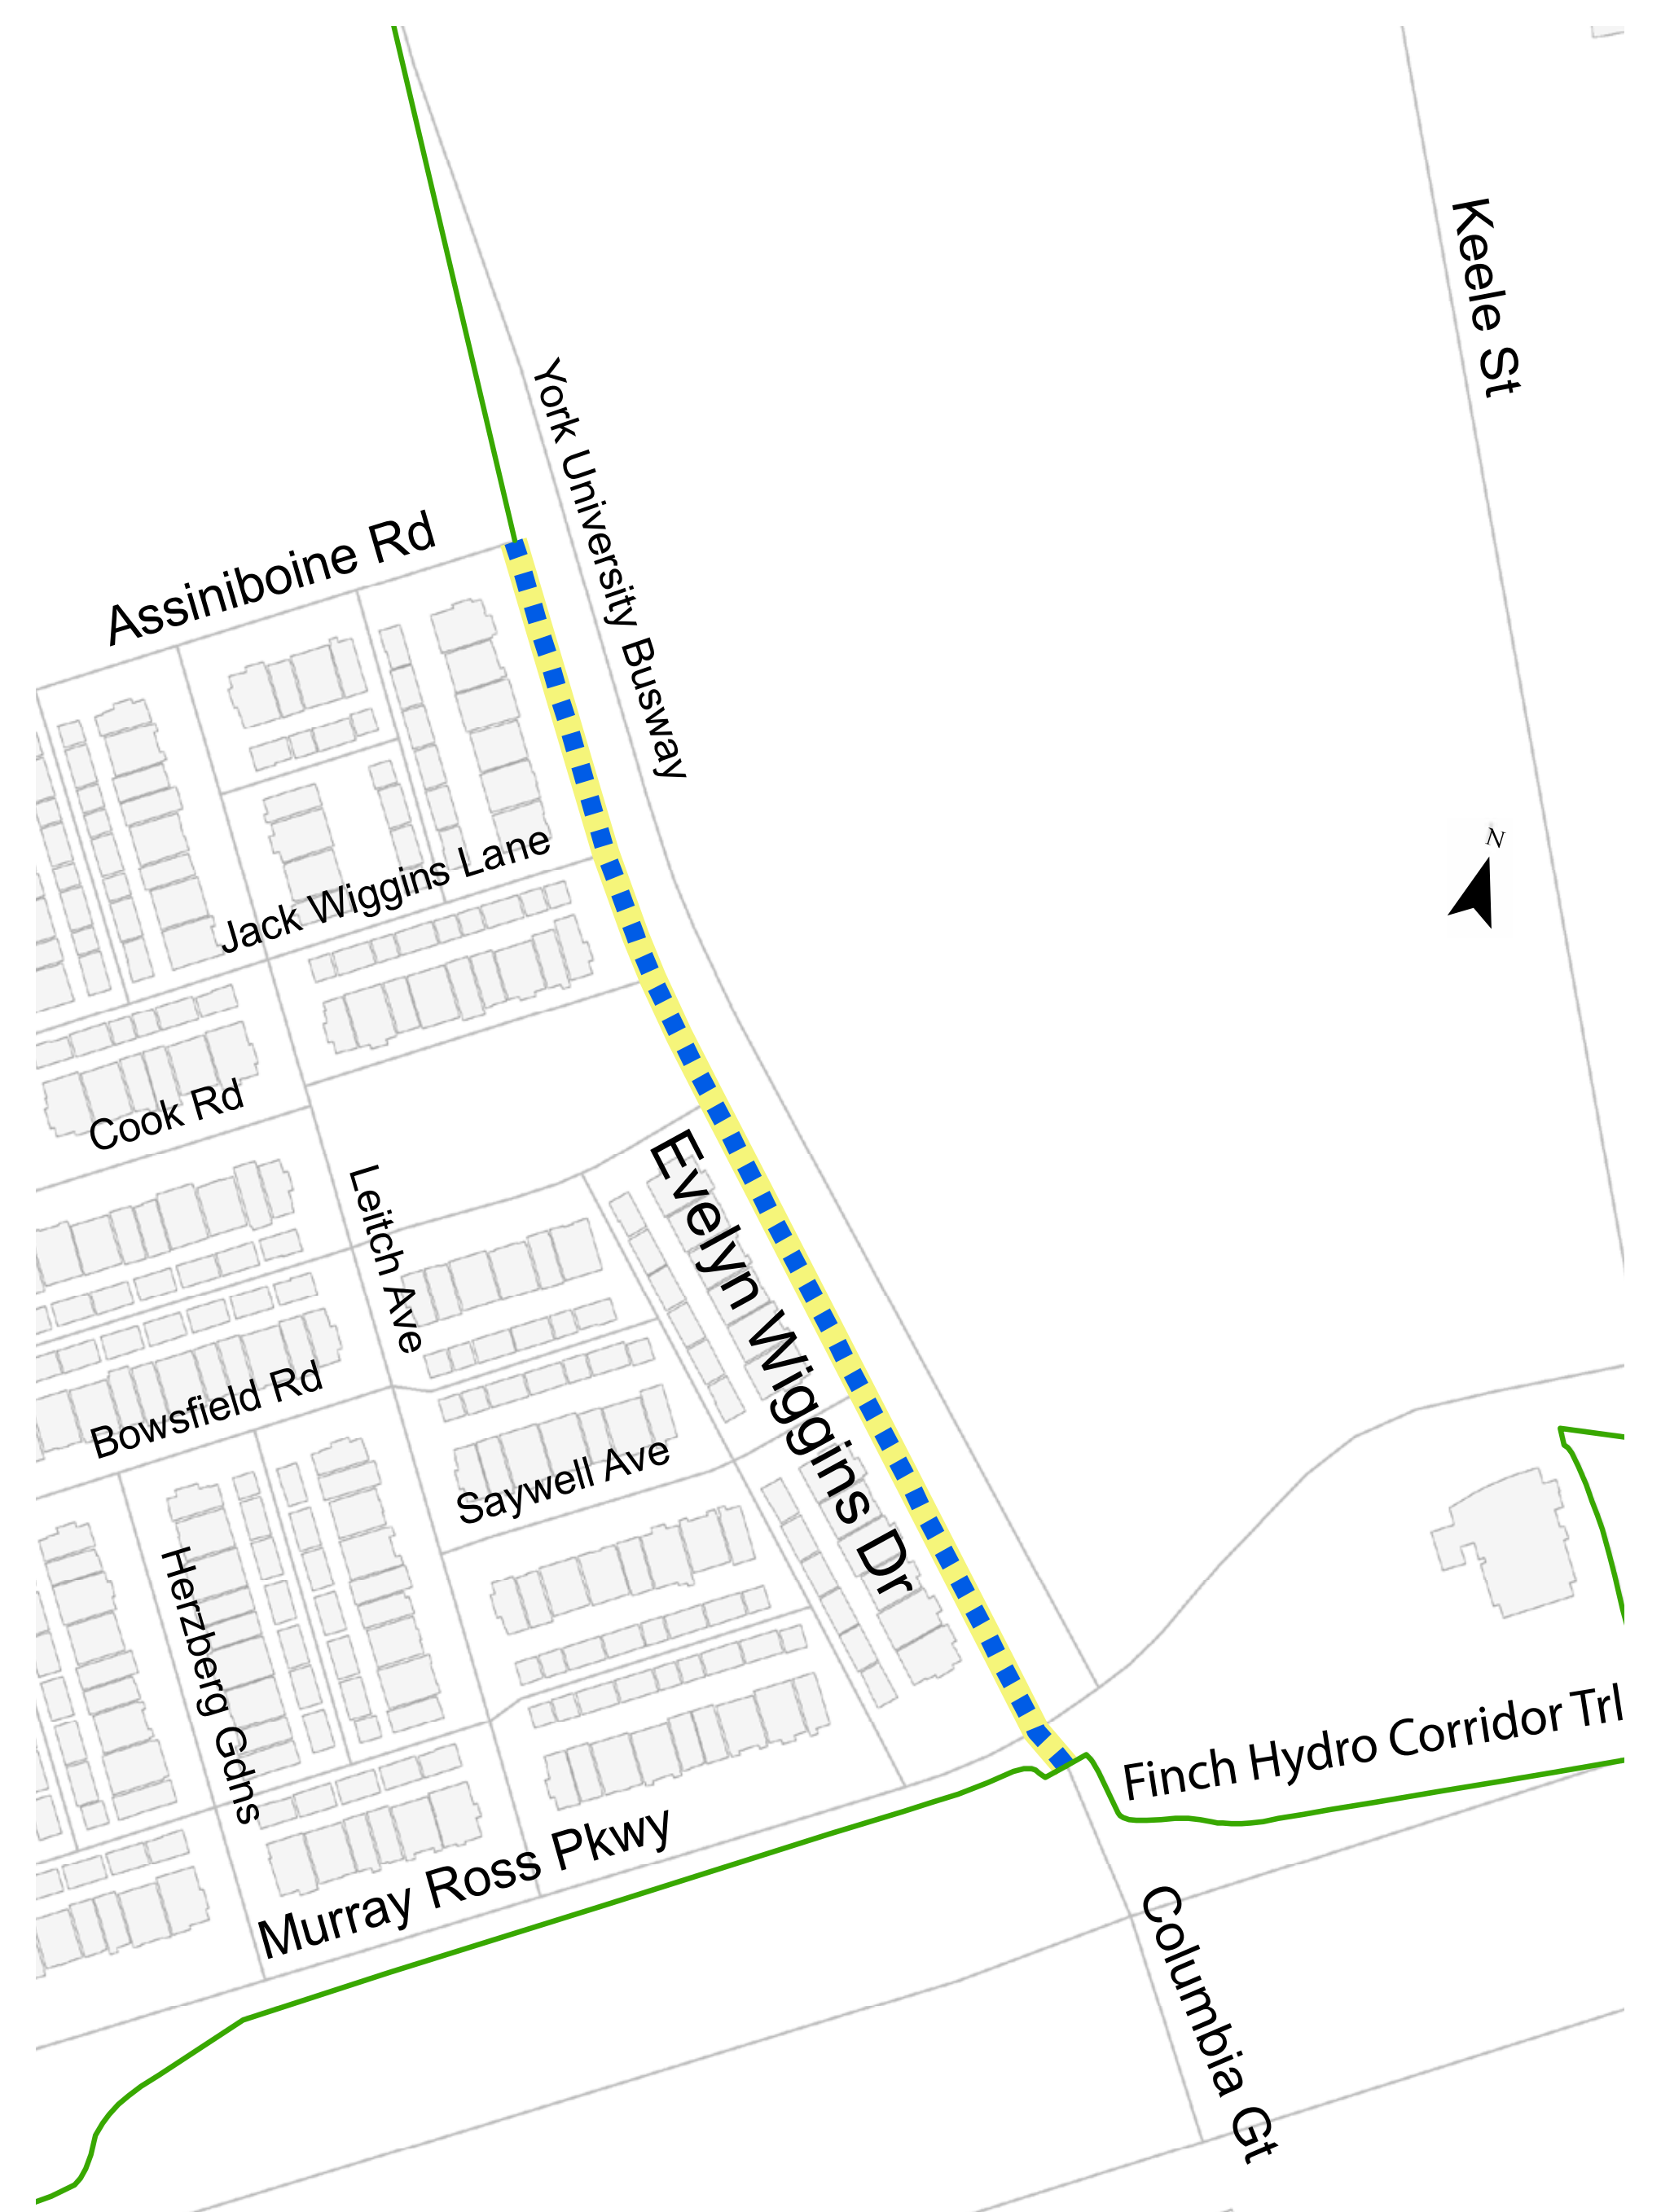 Keele St
York University Busway
Assiniboine Rd
N
Jack Wiggins Lane
Cook Rd
Evelyn Wiggins Dr
Leitch Ave
Bowsfield Rd
Saywell Ave
Herzberg Gdns
Finch Hydro Corridor Trl
Murray Ross Pkwy
Columbia Gt